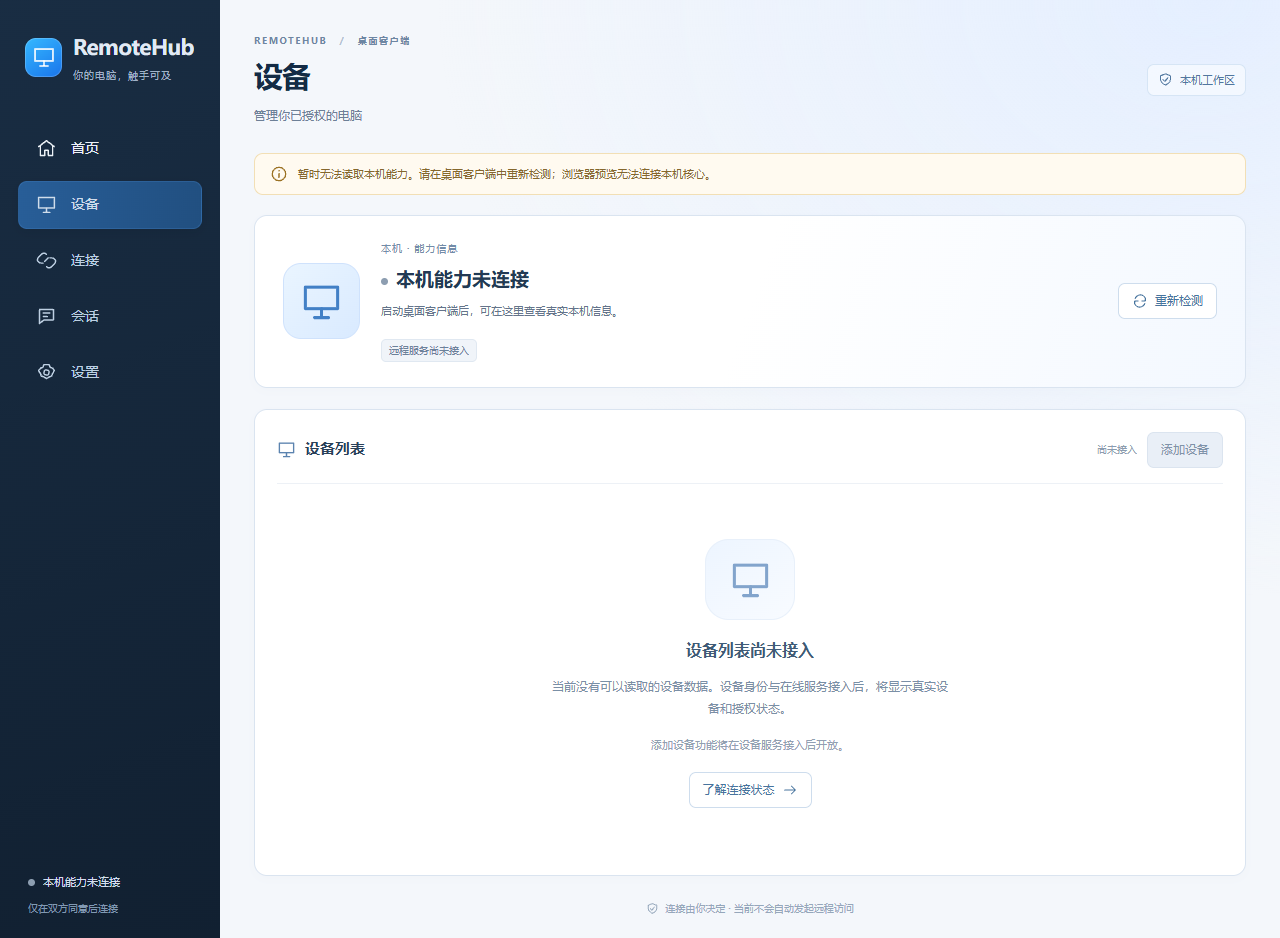 RemoteHub
你的电脑，触手可及
首页
设备
连接
会话
设置
本机能力未连接
仅在双方同意后连接
REMOTEHUB / 桌面客户端
设备
管理你已授权的电脑
本机工作区
暂时无法读取本机能力。请在桌面客户端中重新检测；浏览器预览无法连接本机核心。
本机 · 能力信息
本机能力未连接
启动桌面客户端后，可在这里查看真实本机信息。
远程服务尚未接入
重新检测
设备列表
尚未接入
添加设备
设备列表尚未接入
当前没有可以读取的设备数据。设备身份与在线服务接入后，将显示真实设
备和授权状态。
添加设备功能将在设备服务接入后开放。
了解连接状态
连接由你决定 · 当前不会自动发起远程访问